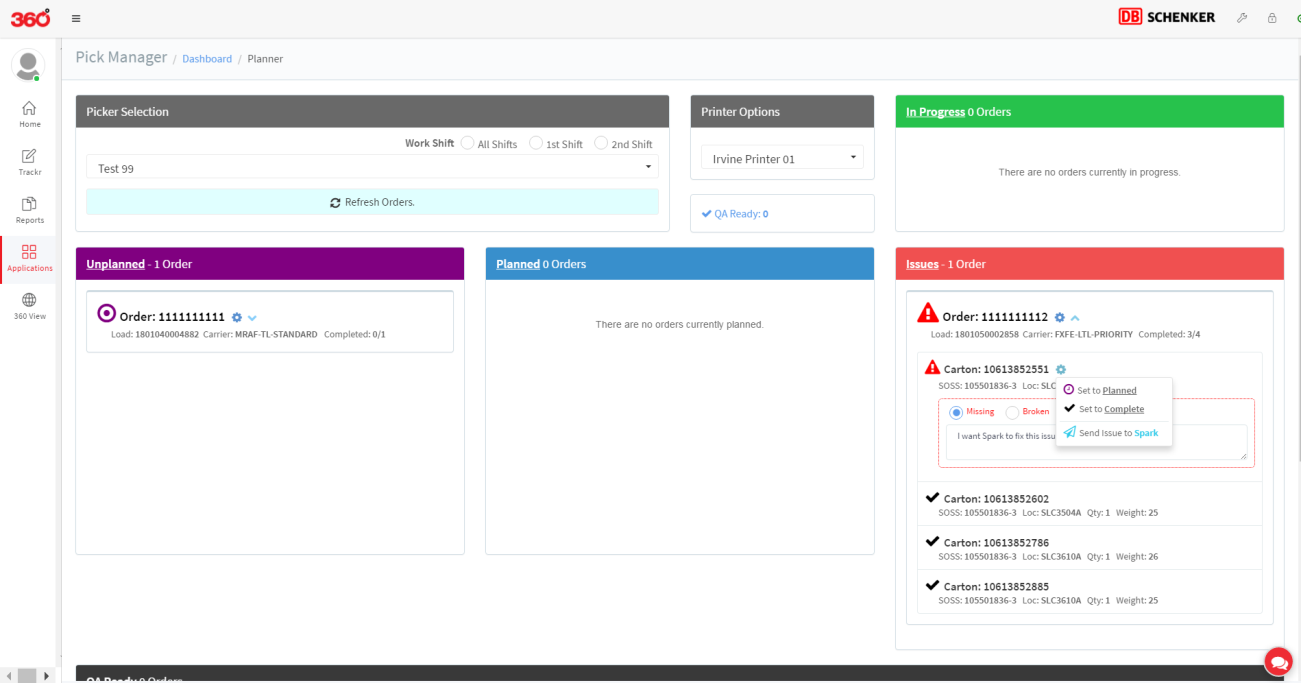 360°
DB SCHENKER
Home
Trackr
Reports
Applications
360 View
Pick Manager / Dashboard / Planner
Picker Selection
Work Shift All Shifts 1st Shift 2nd Shift
Test 99
Refresh Orders.
Printer Options
Irvine Printer 01
QA Ready: 0
In Progress 0 Orders
There are no orders currently in progress.
Unplanned - 1 Order
Order: 1111111111
Load: 1801040004882 Carrier: MRAF-TL-STANDARD Completed: 0/1
Planned 0 Orders
There are no orders currently planned.
Issues - 1 Order
Order: 1111111112
Load: 1801050002858 Carrier: FXFE-LTL-PRIORITY Completed: 3/4
Carton: 10613852551
SOSS: 105501836-3 Loc: SLC
Set to Planned
Set to Complete
Send Issue to Spark
Missing Broken
I want Spark to fix this issu
Carton: 10613852602
SOSS: 105501836-3 Loc: SLC3504A Qty: 1 Weight: 25
Carton: 10613852786
SOSS: 105501836-3 Loc: SLC3610A Qty: 1 Weight: 26
Carton: 10613852885
SOSS: 105501836-3 Loc: SLC3610A Qty: 1 Weight: 25
QA Ready 0 Orders